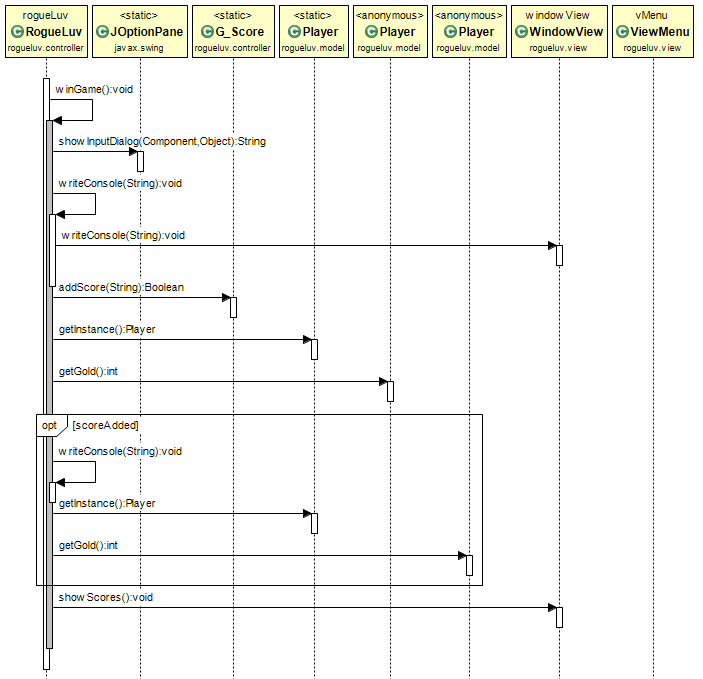 rogueLuv
C RogueLuv
rogueluv.controller
<static>
C JOptionPane
javax.swing
<static>
C G_Score
rogueluv.controller
<static>
C Player
rogueluv.model
<anonymous>
C Player
rogueluv.model
<anonymous>
C Player
rogueluv.model
windowView
C WindowView
rogueluv.view
vMenu
C ViewMenu
rogueluv.view
winGame():void
showInputDialog(Component,Object):String
writeConsole(String):void
writeConsole(String):void
addScore(String):Boolean
getInstance():Player
getGold():int
opt [scoreAdded]
writeConsole(String):void
getInstance():Player
getGold():int
showScores():void